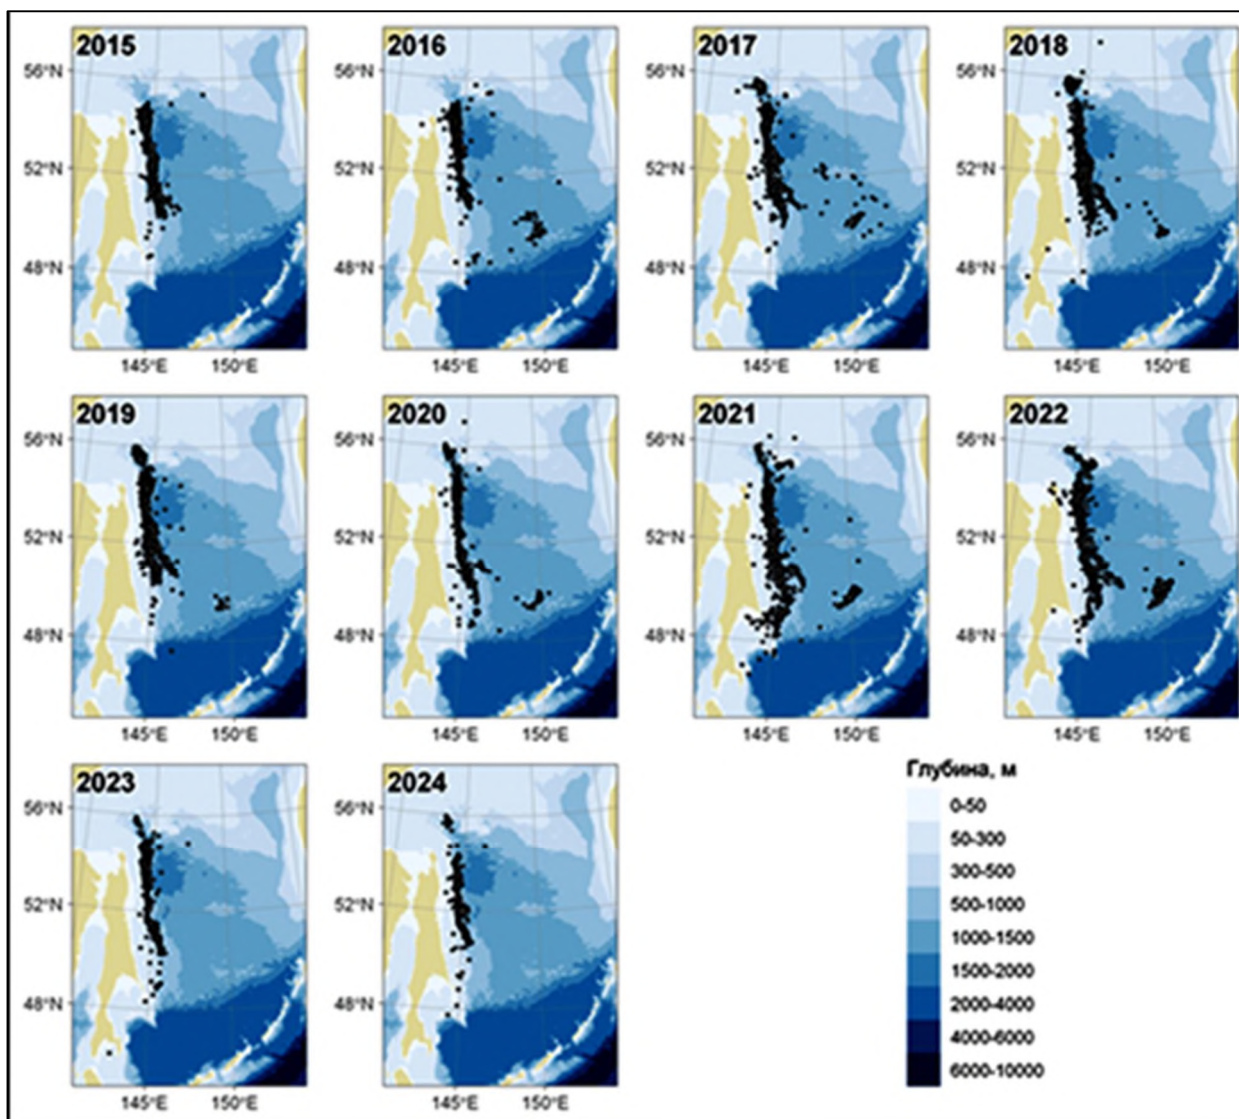 2015 2016 2017 2018
56°N 56°N 56°N 56°N
52°N 52°N 52°N 52°N
48°N 48°N 48°N 48°N
145°E 150°E 145°E 150°E 145°E 150°E 145°E 150°E
2019 2020 2021 2022
56°N 56°N 56°N 56°N
52°N 52°N 52°N 52°N
48°N 48°N 48°N 48°N
145°E 150°E 145°E 150°E 145°E 150°E 145°E 150°E
2023 2024
56°N 56°N
52°N 52°N
48°N 48°N
145°E 150°E 145°E 150°E
Глубина, м
0-50
50-300
300-500
500-1000
1000-1500
1500-2000
2000-4000
4000-6000
6000-10000